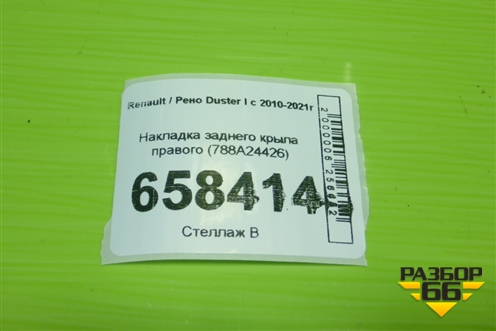 Renault / Рено Duster I с 2010-2021г
Накладка заднего крыла
правого (788A24426)
658414
Стеллаж В
РАЗБОР
66